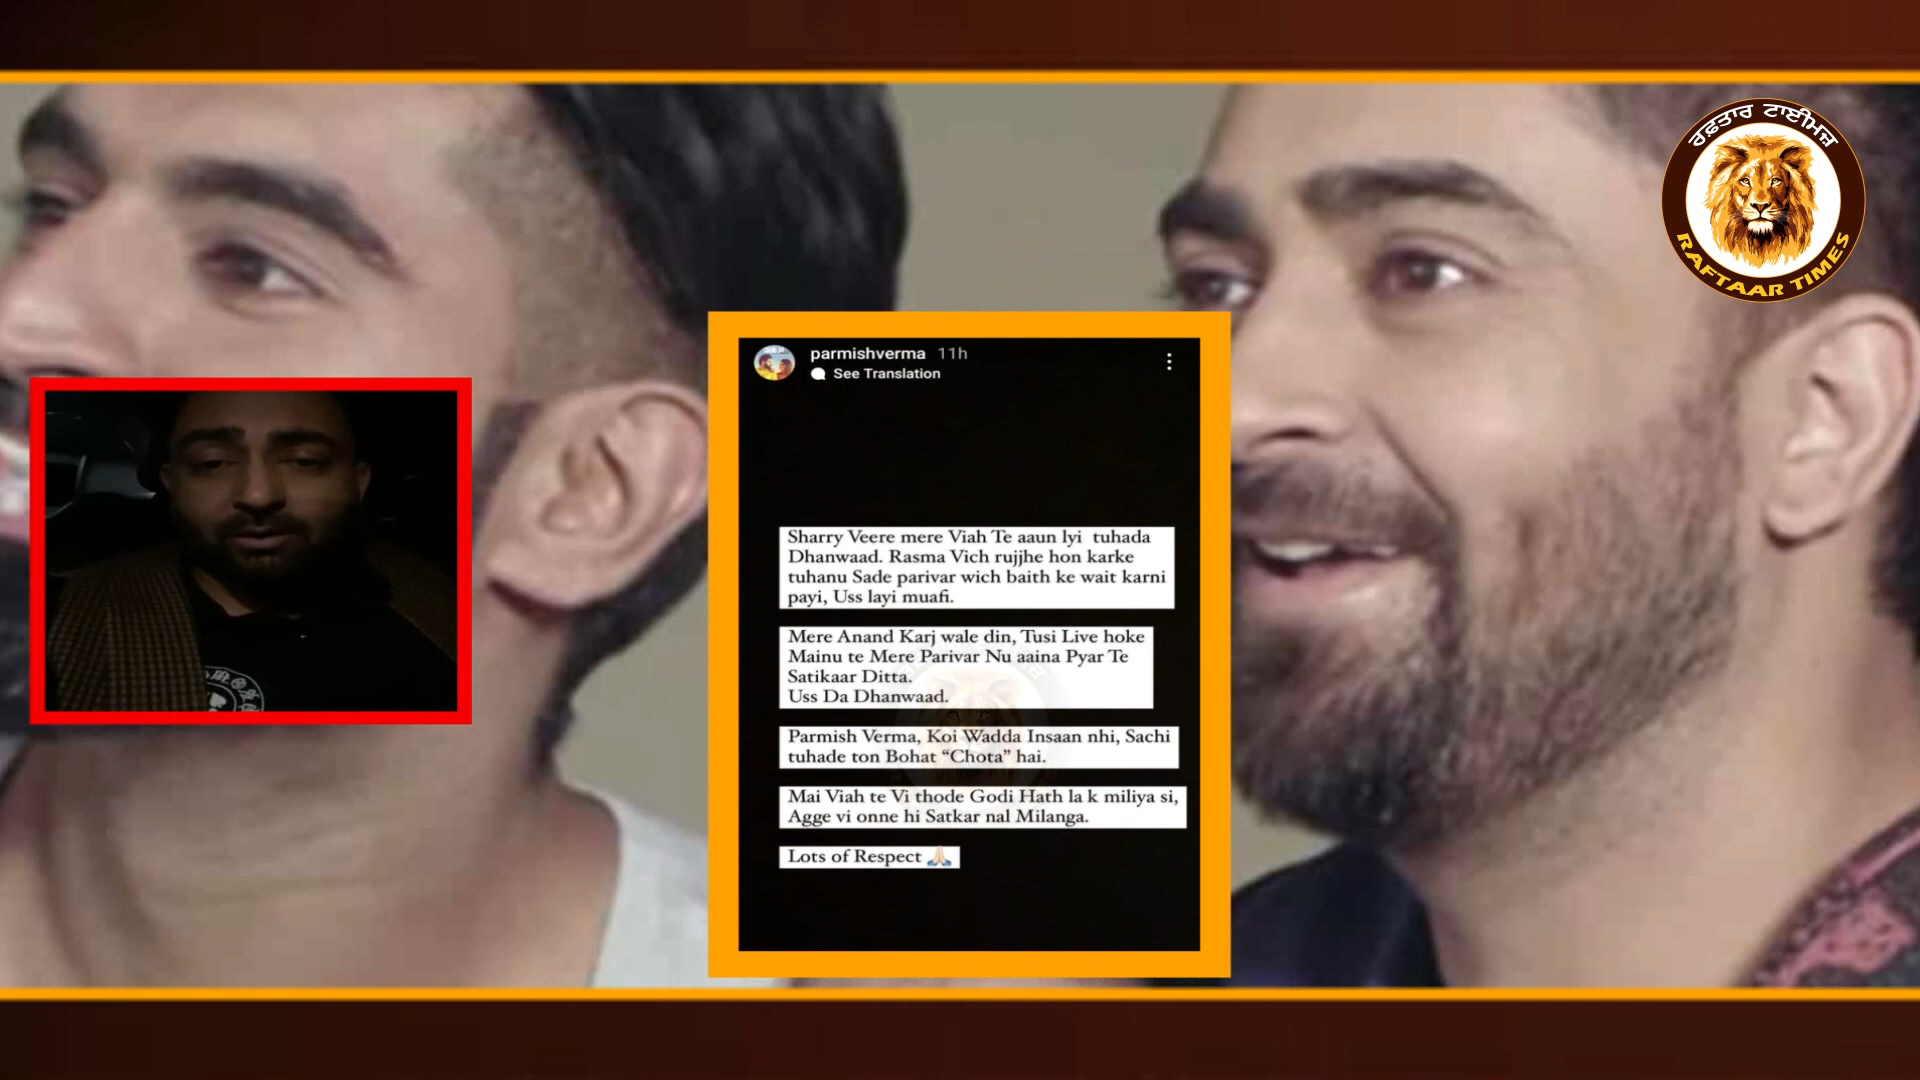 ਰਫ਼ਤਾਰ ਟਾਈਮਜ਼
RAFTAAR TIMES
parmishverma 11h
See Translation
Sharry Veere mere Viah Te aaun lyi tuhada
Dhanwaad. Rasma Vich rujjhe hon karke
tuhanu Sade parivar wich baith ke wait karni
payi, Uss layi muafi.
Mere Anand Karj wale din, Tusi Live hoke
Mainu te Mere Parivar Nu aaina Pyar Te
Satikaar Ditta.
Uss Da Dhanwaad.
Parmish Verma, Koi Wadda Insaan nhi, Sachi
tuhade ton Bohat “Chota” hai.
Mai Viah te Vi thode Godi Hath la k miliya si,
Agge vi onne hi Satkar nal Milanga.
Lots of Respect 🙏🏻